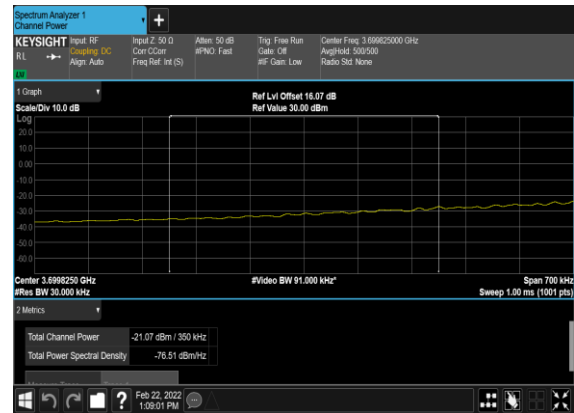 Spectrum Analyzer 1
Channel Power
+
KEYSIGHT Input: RF Input Z: 50 Ω Atten: 50 dB Trig: Free Run Center Freq: 3.699825000 GHz
RL Coupling: DC Corr CCorr #PNO: Fast Gate: Off Avg|Hold: 500/500
Align: Auto Freq Ref: Int (S) #IF Gain: Low Radio Std: None
1 Graph Ref Lvl Offset 16.07 dB
Scale/Div 10.0 dB Ref Value 30.00 dBm
Log
20.0
10.0
0.00
-10.0
-20.0
-30.0
-40.0
-50.0
-60.0
Center 3.6998250 GHz #Video BW 91.000 kHz* Span 700 kHz
#Res BW 30.000 kHz Sweep 1.00 ms (1001 pts)
2 Metrics
Total Channel Power -21.07 dBm / 350 kHz
Total Power Spectral Density -76.51 dBm/Hz
? Feb 22, 2022
1:09:01 PM